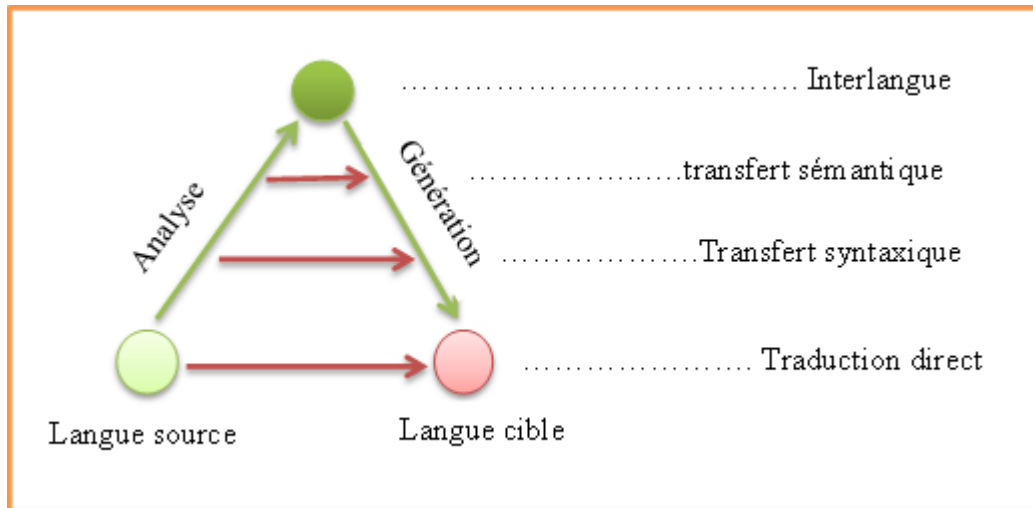 ………………….…………………. Interlangue
Analyse
Génération
……………..……transfert sémantique
……………….…Transfert syntaxique
…………………. Traduction direct
Langue source
Langue cible